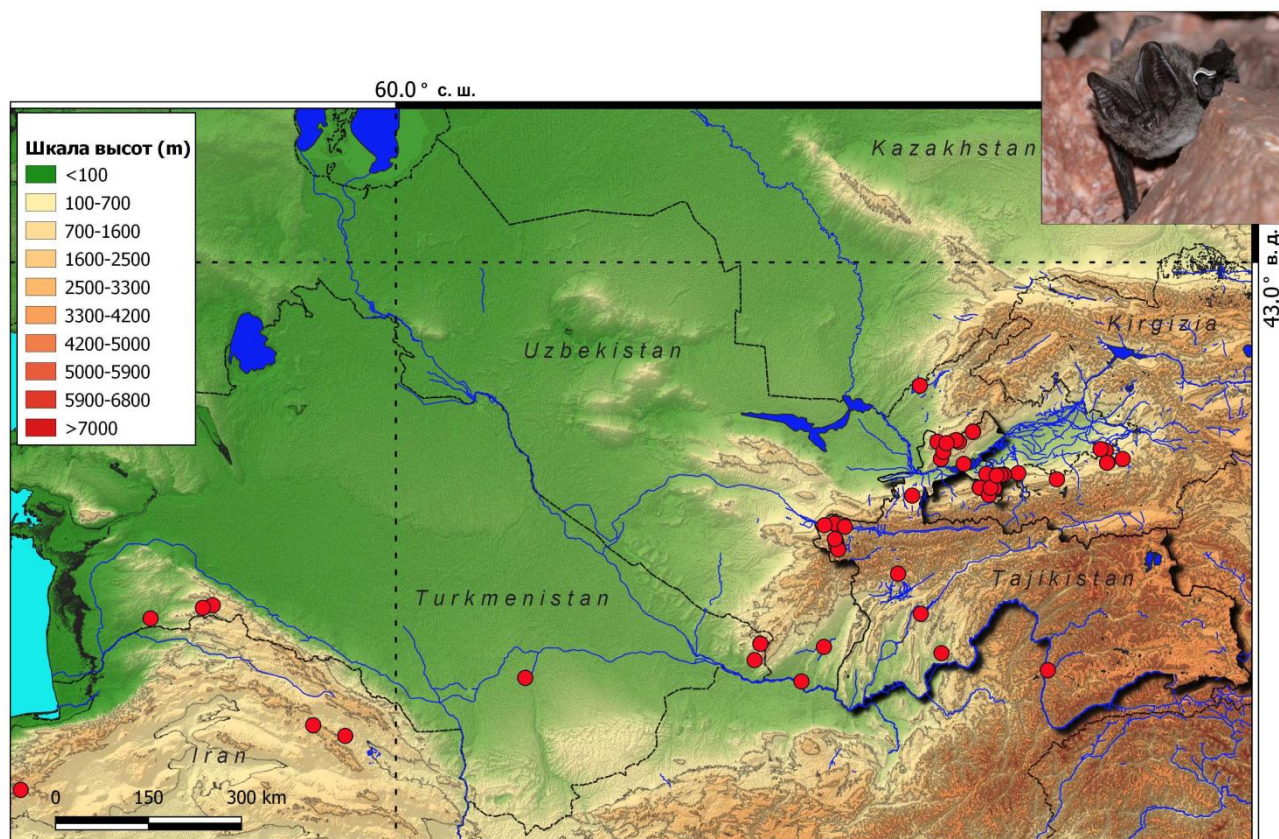 60.0° с. ш.
Шкала высот (m)
<100
100-700
700-1600
1600-2500
2500-3300
3300-4200
4200-5000
5000-5900
5900-6800
>7000
Kazakhstan
43.0° в. д.
Kirgizia
Uzbekistan
Turkmenistan
Tajikistan
Iran
0 150 300 km